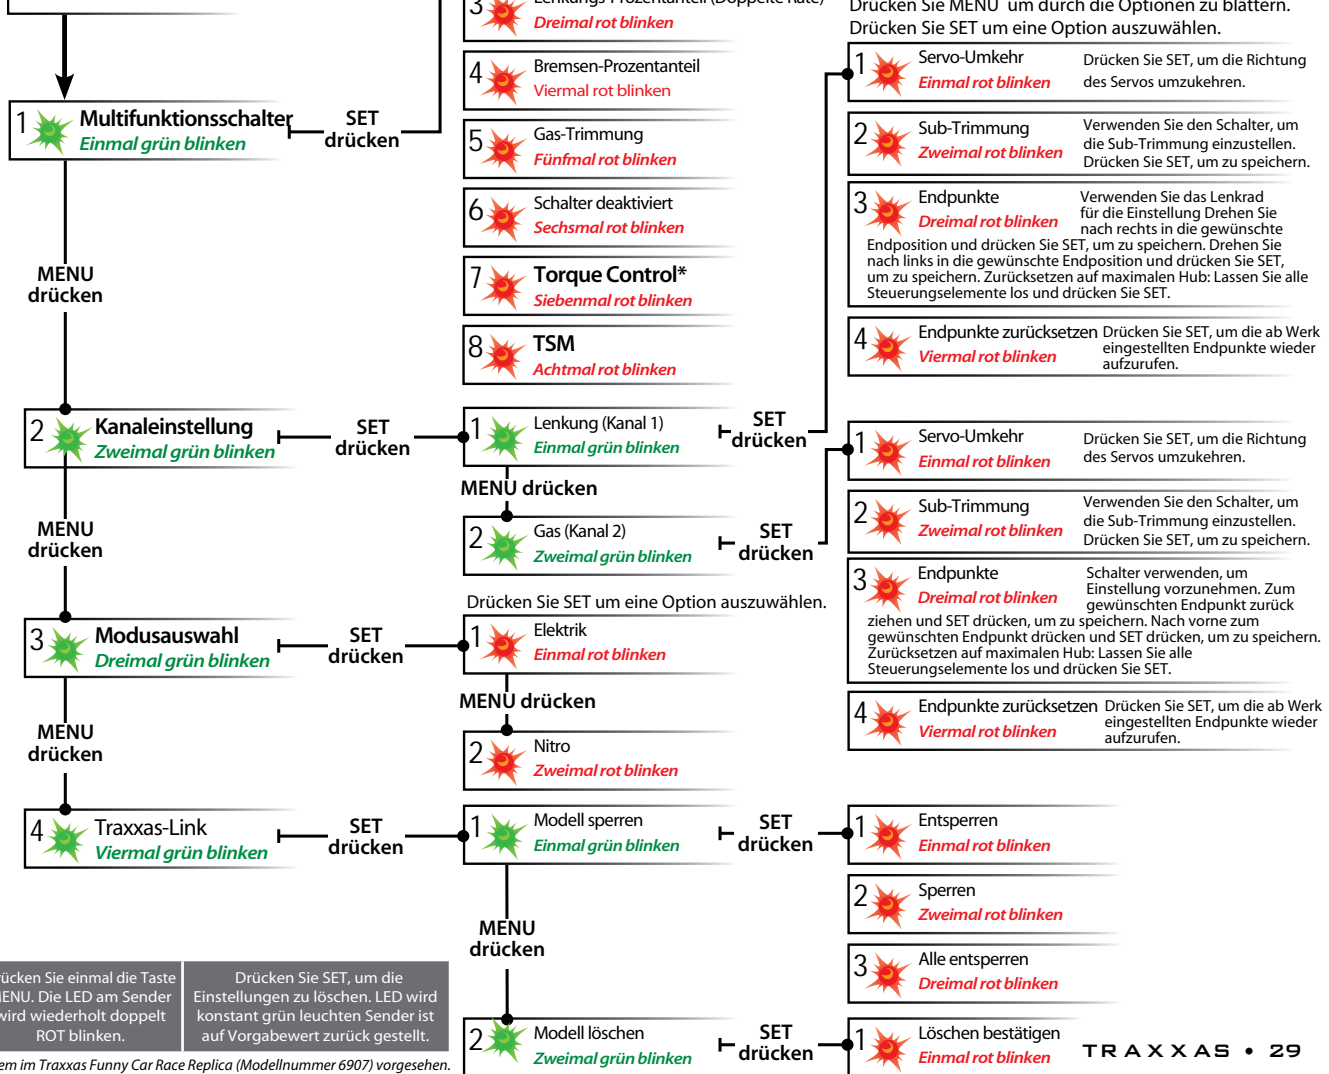 3 Lenkungs-Prozentanteil (Doppelte Rate)
Dreimal rot blinken
4 Bremsen-Prozentanteil
Viermal rot blinken
5 Gas-Trimmung
Fünfmal rot blinken
6 Schalter deaktiviert
Sechsmal rot blinken
7 Torque Control*
Siebenmal rot blinken
8 TSM
Achtmal rot blinken
1 Multifunktionsschalter
Einmal grün blinken
SET
drücken
MENU
drücken
2 Kanaleinstellung
Zweimal grün blinken
SET
drücken
1 Lenkung (Kanal 1)
Einmal grün blinken
SET
drücken
MENU drücken
2 Gas (Kanal 2)
Zweimal grün blinken
SET
drücken
Drücken Sie MENU um durch die Optionen zu blättern.
Drücken Sie SET um eine Option auszuwählen.
1 Servo-Umkehr
Einmal rot blinken
Drücken Sie SET, um die Richtung
des Servos umzukehren.
2 Sub-Trimmung
Zweimal rot blinken
Verwenden Sie den Schalter, um
die Sub-Trimmung einzustellen.
Drücken Sie SET, um zu speichern.
3 Endpunkte
Dreimal rot blinken
Verwenden Sie das Lenkrad
für die Einstellung Drehen Sie
nach rechts in die gewünschte
Endposition und drücken Sie SET, um zu speichern. Drehen Sie
nach links in die gewünschte Endposition und drücken Sie SET,
um zu speichern. Zurücksetzen auf maximalen Hub: Lassen Sie alle
Steuerungselemente los und drücken Sie SET.
4 Endpunkte zurücksetzen
Viermal rot blinken
Drücken Sie SET, um die ab Werk
eingestellten Endpunkte wieder
aufzurufen.
1 Servo-Umkehr
Einmal rot blinken
Drücken Sie SET, um die Richtung
des Servos umzukehren.
2 Sub-Trimmung
Zweimal rot blinken
Verwenden Sie den Schalter, um
die Sub-Trimmung einzustellen.
Drücken Sie SET, um zu speichern.
3 Endpunkte
Dreimal rot blinken
Schalter verwenden, um
Einstellung vorzunehmen. Zum
gewünschten Endpunkt zurück
ziehen und SET drücken, um zu speichern. Nach vorne zum
gewünschten Endpunkt drücken und SET drücken, um zu speichern.
Zurücksetzen auf maximalen Hub: Lassen Sie alle
Steuerungselemente los und drücken Sie SET.
4 Endpunkte zurücksetzen
Viermal rot blinken
Drücken Sie SET, um die ab Werk
eingestellten Endpunkte wieder
aufzurufen.
MENU
drücken
3 Modusauswahl
Dreimal grün blinken
SET
drücken
Drücken Sie SET um eine Option auszuwählen.
1 Elektrik
Einmal rot blinken
MENU drücken
2 Nitro
Zweimal rot blinken
MENU
drücken
4 Traxxas-Link
Viermal grün blinken
SET
drücken
1 Modell sperren
Einmal grün blinken
SET
drücken
1 Entsperren
Einmal rot blinken
2 Sperren
Zweimal rot blinken
3 Alle entsperren
Dreimal rot blinken
MENU
drücken
2 Modell löschen
Zweimal grün blinken
SET
drücken
1 Löschen bestätigen
Einmal rot blinken
rücken Sie einmal die Taste
MENU. Die LED am Sender
wird wiederholt doppelt
ROT blinken.
Drücken Sie SET, um die
Einstellungen zu löschen. LED wird
konstant grün leuchten Sender ist
auf Vorgabewert zurück gestellt.
em im Traxxas Funny Car Race Replica (Modellnummer 6907) vorgesehen.
TRAXXAS • 29